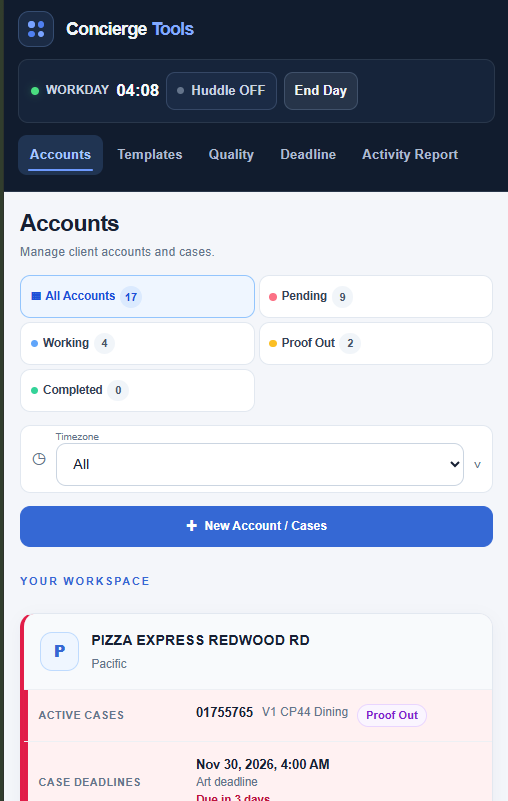 Concierge Tools
WORKDAY 04:08 Huddle OFF End Day
Accounts Templates Quality Deadline Activity Report
Accounts
Manage client accounts and cases.
All Accounts 17
Pending 9
Working 4
Proof Out 2
Completed 0
Timezone
All
v
+ New Account / Cases
YOUR WORKSPACE
P
PIZZA EXPRESS REDWOOD RD
Pacific
ACTIVE CASES 01755765 V1 CP44 Dining Proof Out
Nov 30, 2026, 4:00 AM
CASE DEADLINES Art deadline
Due in 3 days